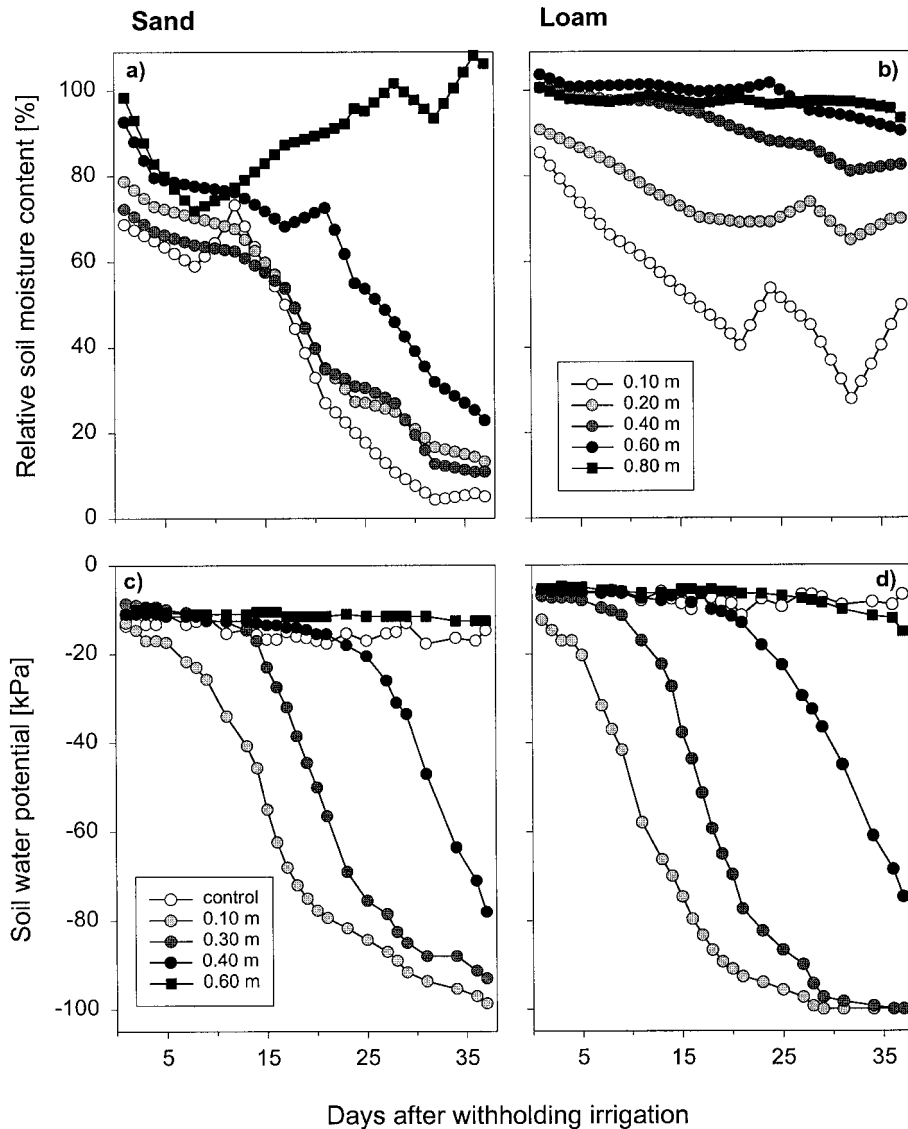 Sand
Loam
a)
b)
Relative soil moisture content [%]
100
80
60
40
20
0
0.10 m
0.20 m
0.40 m
0.60 m
0.80 m
c)
d)
Soil water potential [kPa]
0
-20
-40
-60
-80
-100
control
0.10 m
0.30 m
0.40 m
0.60 m
5
15
25
35
5
15
25
35
Days after withholding irrigation